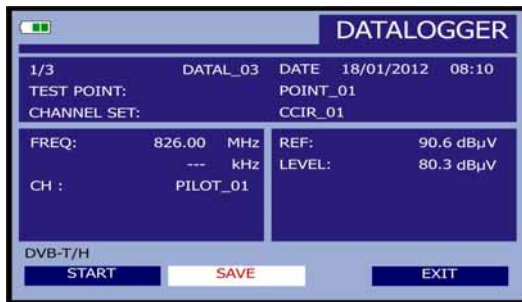 DATALOGGER
1/3 DATAL_03 DATE 18/01/2012 08:10
TEST POINT: POINT_01
CHANNEL SET: CCIR_01
FREQ: 826.00 MHz
--- kHz
CH : PILOT_01
REF: 90.6 dBµV
LEVEL: 80.3 dBµV
DVB-T/H
START SAVE EXIT